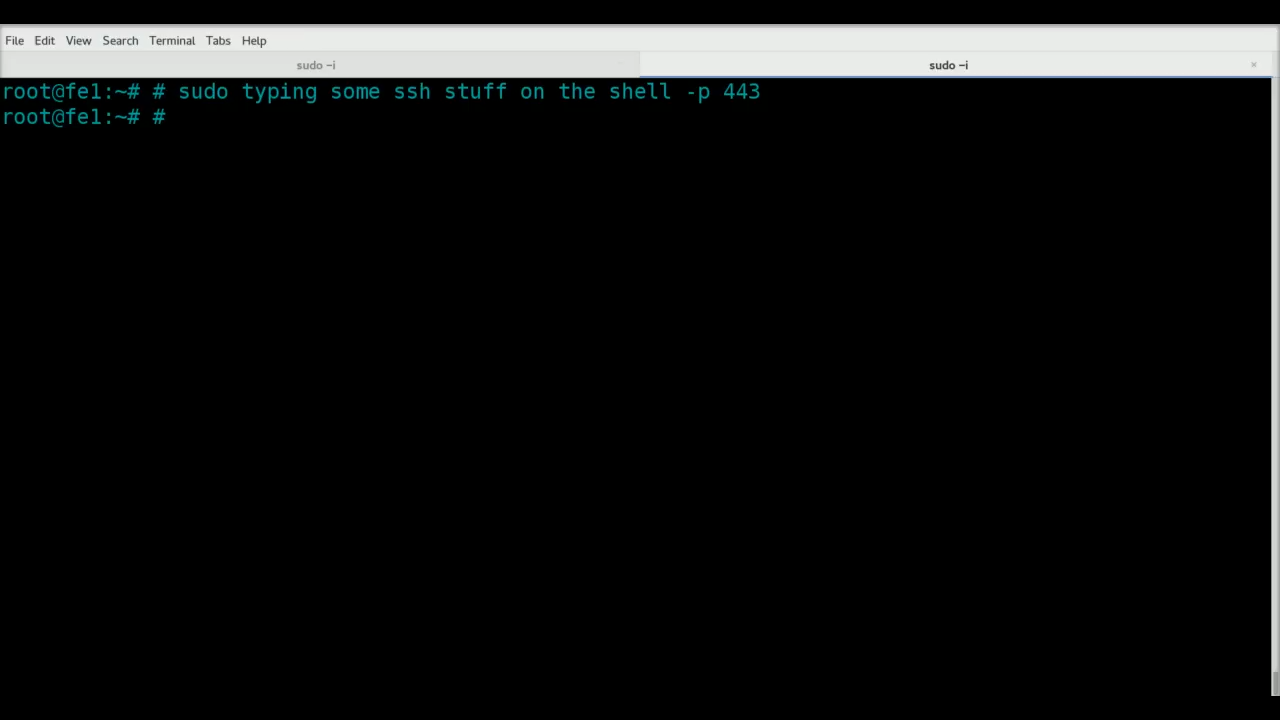 File Edit View Search Terminal Tabs Help
sudo -i sudo -i ×
root@fe1:~# # sudo typing some ssh stuff on the shell -p 443
root@fe1:~# #